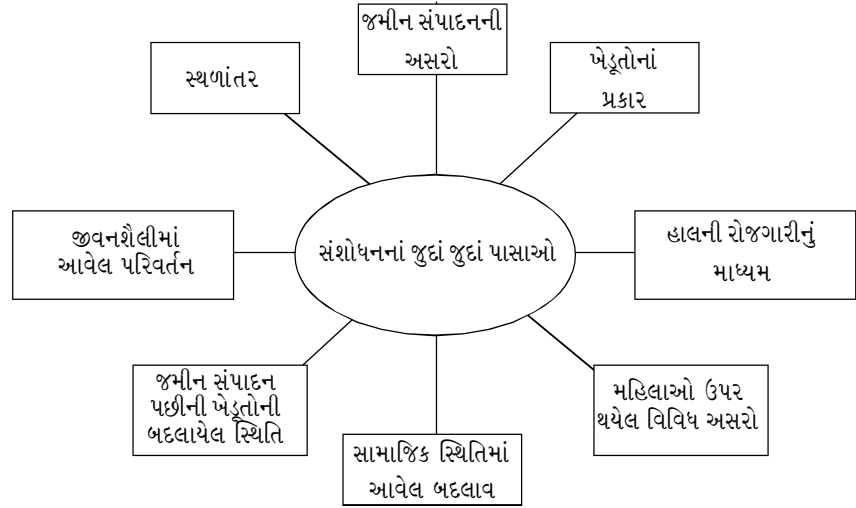 જમીન સંપાદનની
અસરો
સ્થળાંતર
ખેડૂતોનાં
પ્રકાર
જીવનશૈલીમાં
આવેલ પરિવર્તન
સંશોધનનાં જુદાં જુદાં પાસાઓ
હાલની રોજગારીનું
માધ્યમ
જમીન સંપાદન
પછીની ખેડૂતોની
બદલાયેલ સ્થિતિ
મહિલાઓ ઉપર
થયેલ વિવિધ અસરો
સામાજિક સ્થિતિમાં
આવેલ બદલાવ